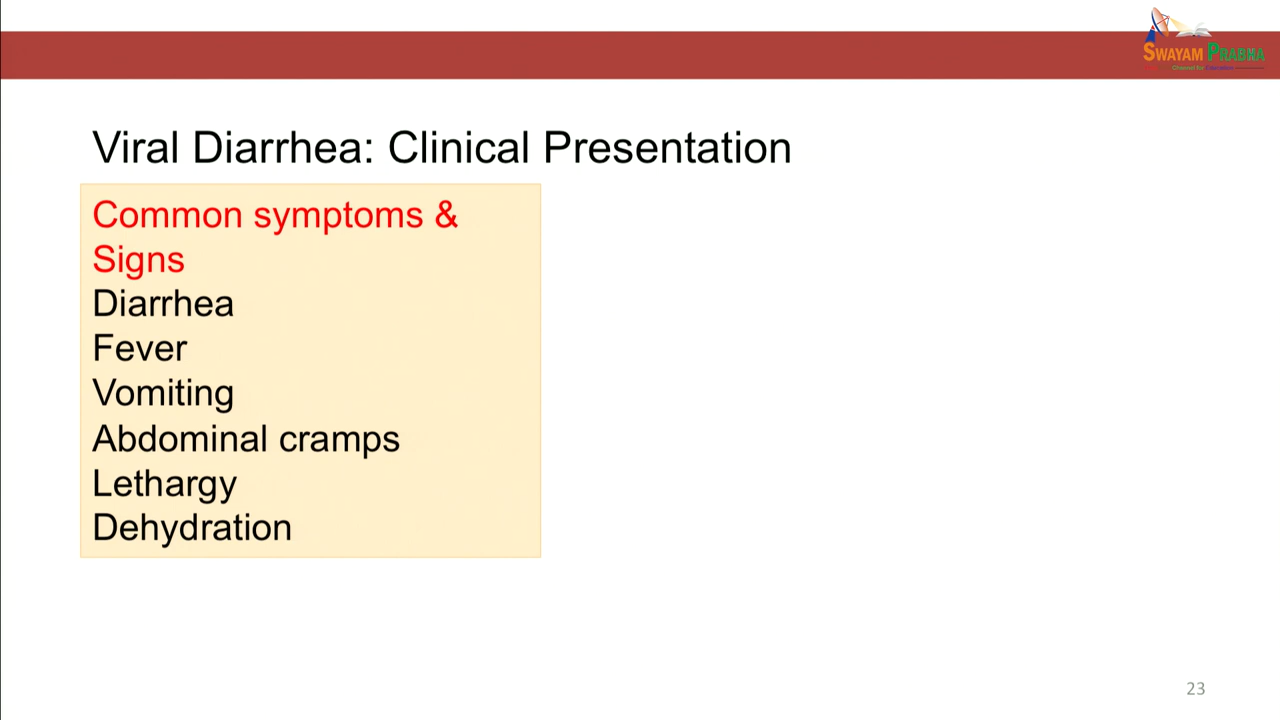 SWAYAM PRABHA
Viral Diarrhea: Clinical Presentation
Common symptoms &
Signs
Diarrhea
Fever
Vomiting
Abdominal cramps
Lethargy
Dehydration
23